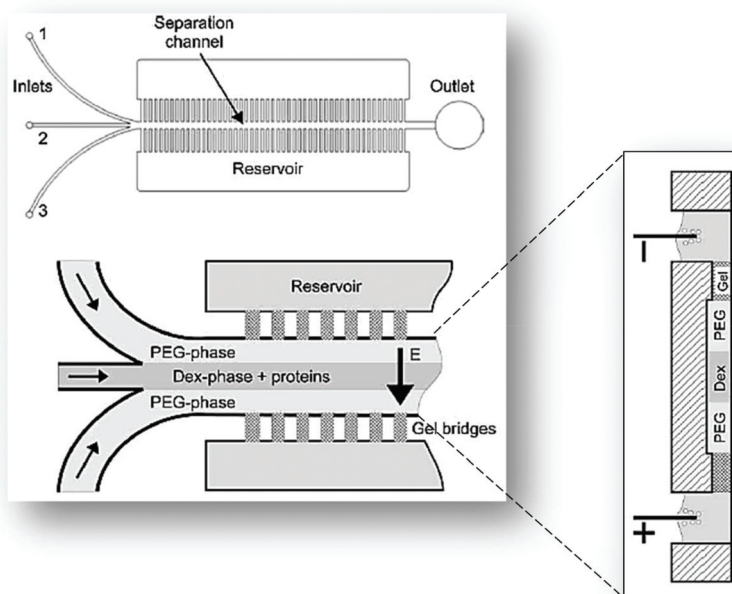 Separation
channel
1
Inlets
2
3
Outlet
Reservoir
Reservoir
PEG-phase
E
Dex-phase + proteins
PEG-phase
Gel bridges
−
Gel
PEG
Dex
PEG
+